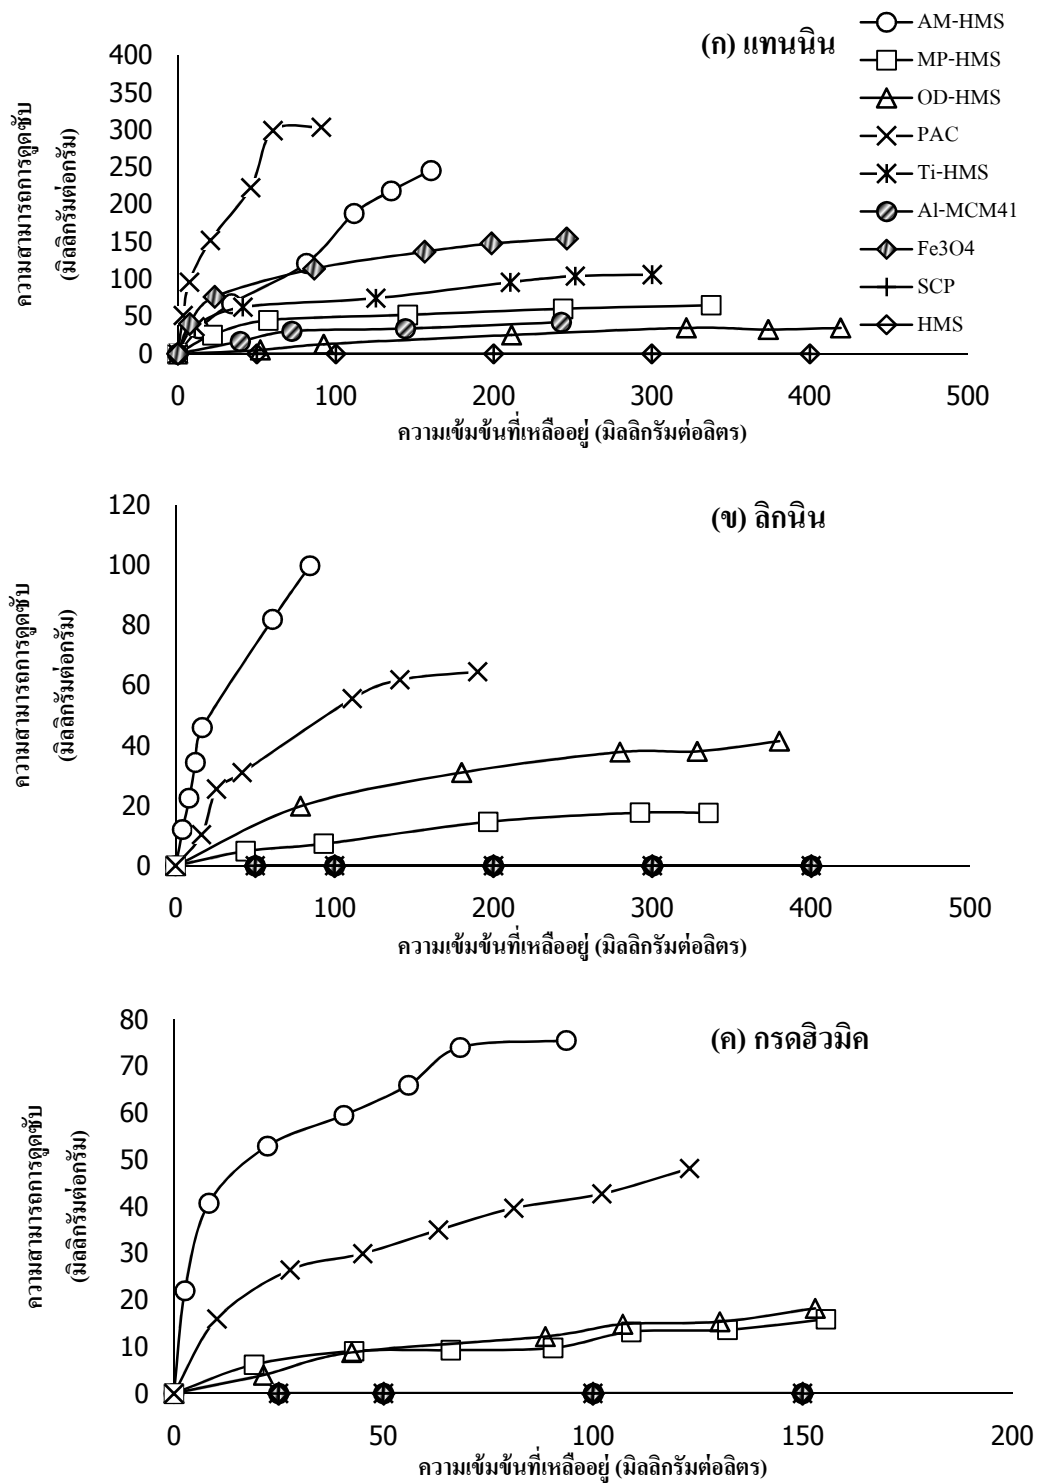 (ก) แทนนิน
AM-HMS
MP-HMS
OD-HMS
PAC
Ti-HMS
Al-MCM41
Fe3O4
SCP
HMS
ความสามารถการดูดซับ
(มิลลิกรัมต่อกรัม)
400
350
300
250
200
150
100
50
0
0 100 200 300 400 500
ความเข้มข้นที่เหลืออยู่ (มิลลิกรัมต่อลิตร)
(ข) ลิกนิน
ความสามารถการดูดซับ
(มิลลิกรัมต่อกรัม)
120
100
80
60
40
20
0
0 100 200 300 400 500
ความเข้มข้นที่เหลืออยู่ (มิลลิกรัมต่อลิตร)
(ค) กรดฮิวมิค
ความสามารถการดูดซับ
(มิลลิกรัมต่อกรัม)
80
70
60
50
40
30
20
10
0
0 50 100 150 200
ความเข้มข้นที่เหลืออยู่ (มิลลิกรัมต่อลิตร)